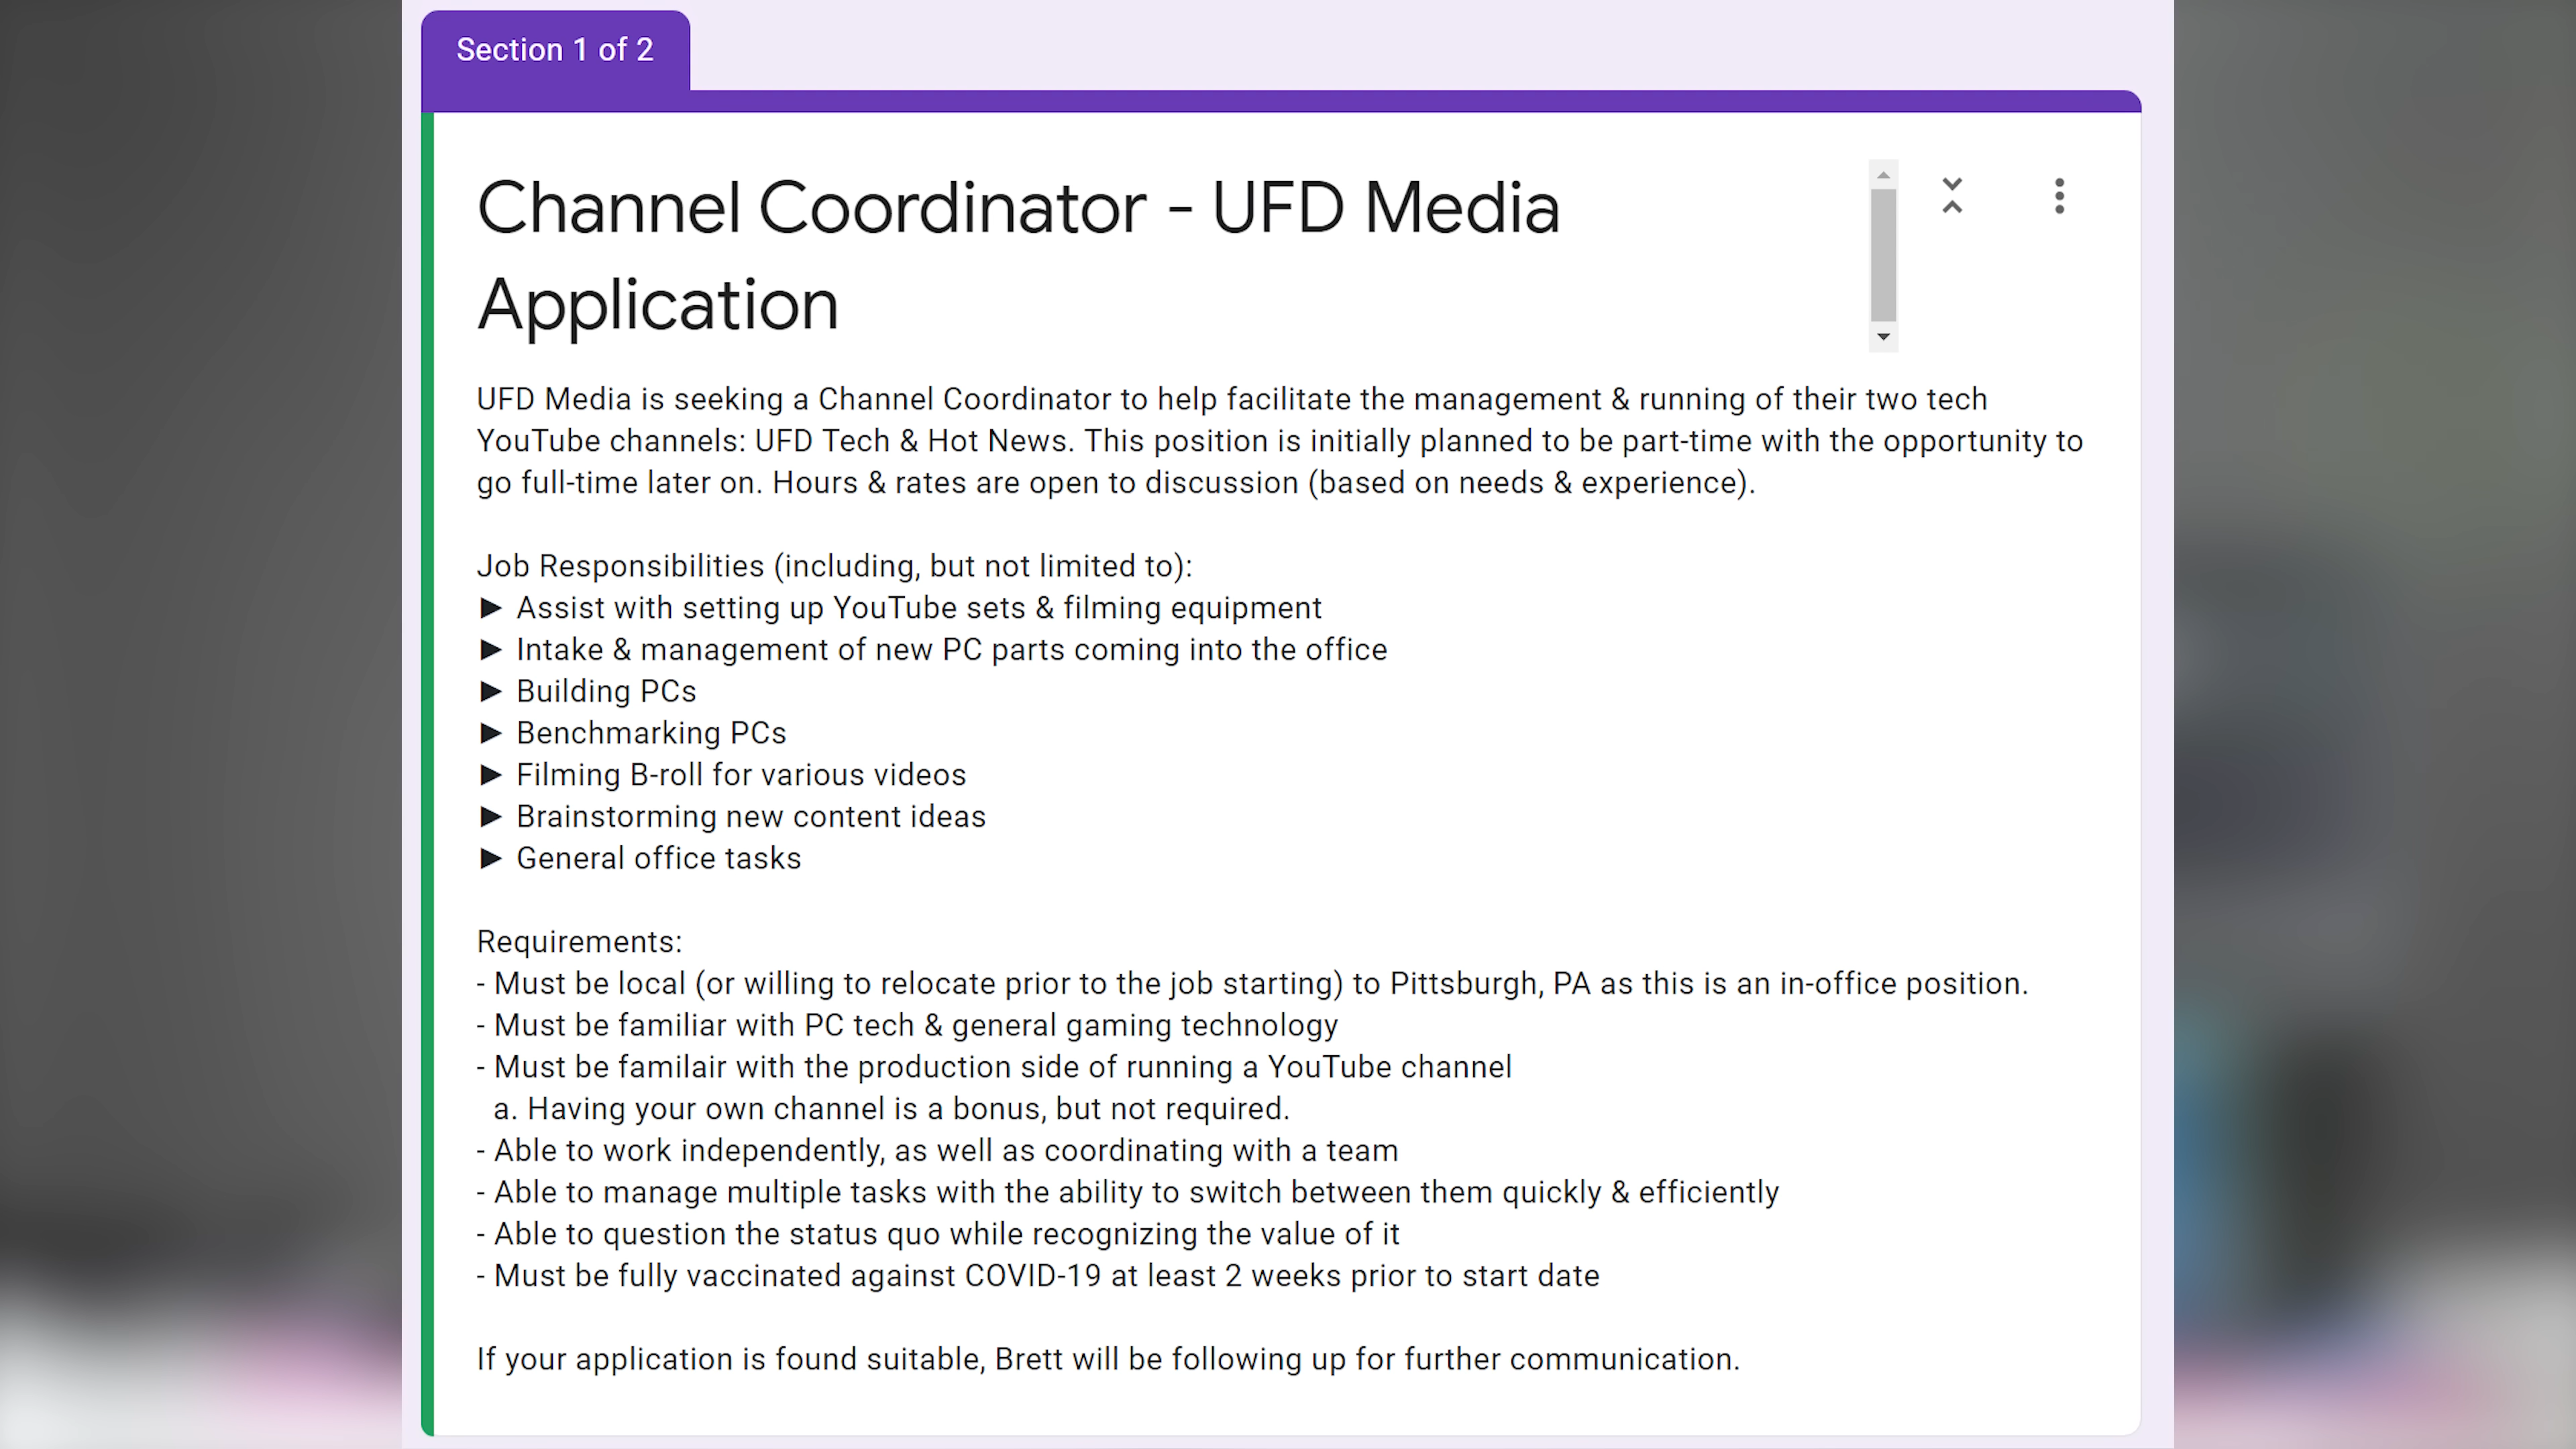 Section 1 of 2
Channel Coordinator - UFD Media
Application
UFD Media is seeking a Channel Coordinator to help facilitate the management & running of their two tech
YouTube channels: UFD Tech & Hot News. This position is initially planned to be part-time with the opportunity to
go full-time later on. Hours & rates are open to discussion (based on needs & experience).
Job Responsibilities (including, but not limited to):
► Assist with setting up YouTube sets & filming equipment
► Intake & management of new PC parts coming into the office
► Building PCs
► Benchmarking PCs
► Filming B-roll for various videos
► Brainstorming new content ideas
► General office tasks
Requirements:
- Must be local (or willing to relocate prior to the job starting) to Pittsburgh, PA as this is an in-office position.
- Must be familiar with PC tech & general gaming technology
- Must be familair with the production side of running a YouTube channel
a. Having your own channel is a bonus, but not required.
- Able to work independently, as well as coordinating with a team
- Able to manage multiple tasks with the ability to switch between them quickly & efficiently
- Able to question the status quo while recognizing the value of it
- Must be fully vaccinated against COVID-19 at least 2 weeks prior to start date
If your application is found suitable, Brett will be following up for further communication.